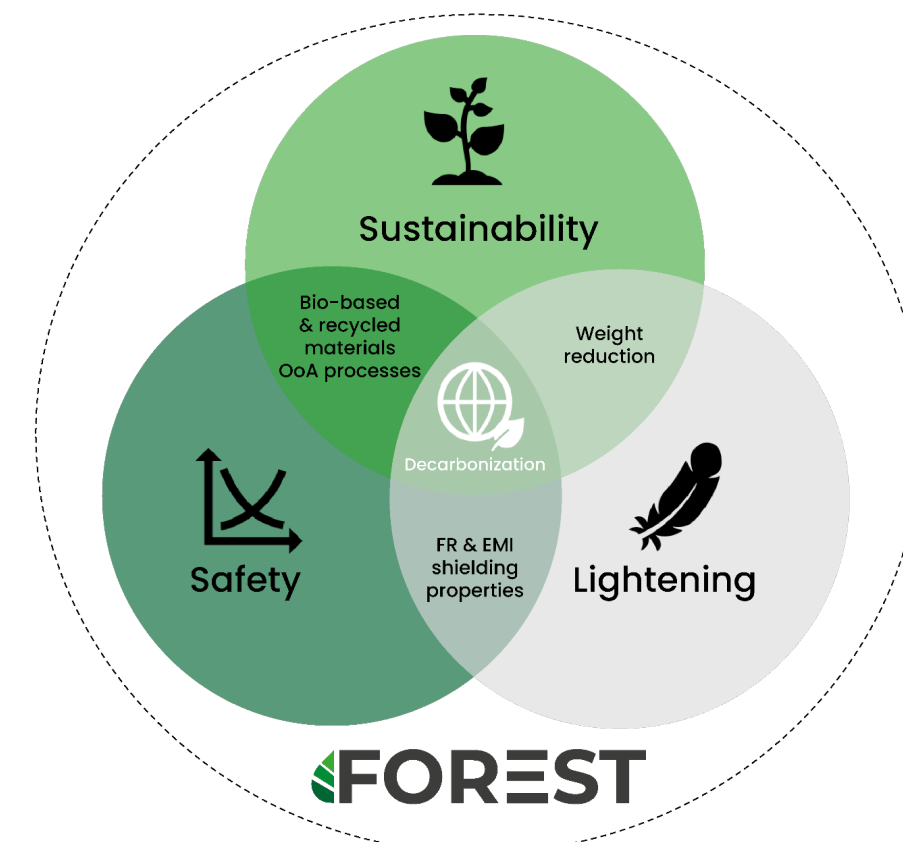 Sustainability
Bio-based
& recycled
materials
OoA processes
Weight
reduction
Decarbonization
Safety
FR & EMI
shielding
properties
Lightening
FOREST